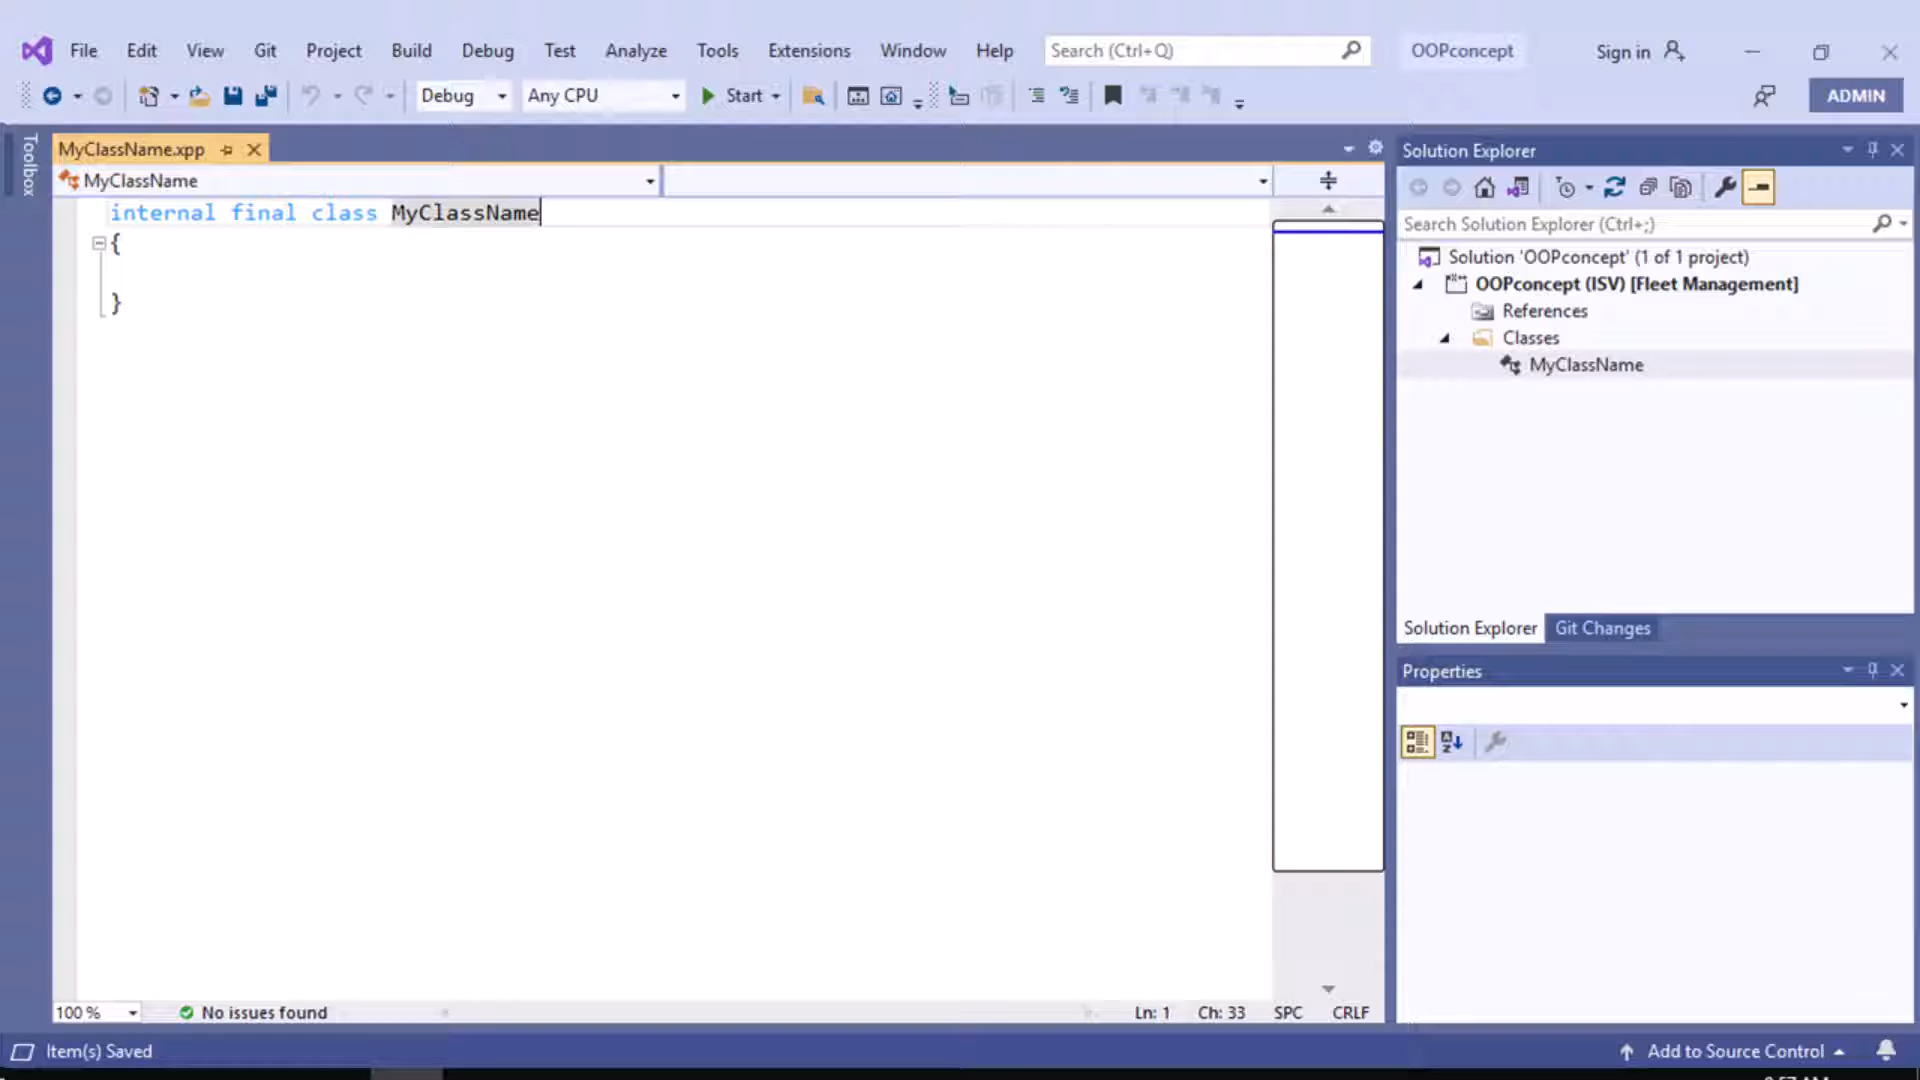 File Edit View Git Project Build Debug Test Analyze Tools Extensions Window Help Search (Ctrl+Q) OOPconcept Sign in
Debug Any CPU Start ADMIN
Toolbox
MyClassName.xpp
MyClassName
internal final class MyClassName
{
}
100 % No issues found Ln: 1 Ch: 33 SPC CRLF
Solution Explorer
Search Solution Explorer (Ctrl+;)
Solution 'OOPconcept' (1 of 1 project)
OOPconcept (ISV) [Fleet Management]
References
Classes
MyClassName
Solution Explorer Git Changes
Properties
Item(s) Saved Add to Source Control